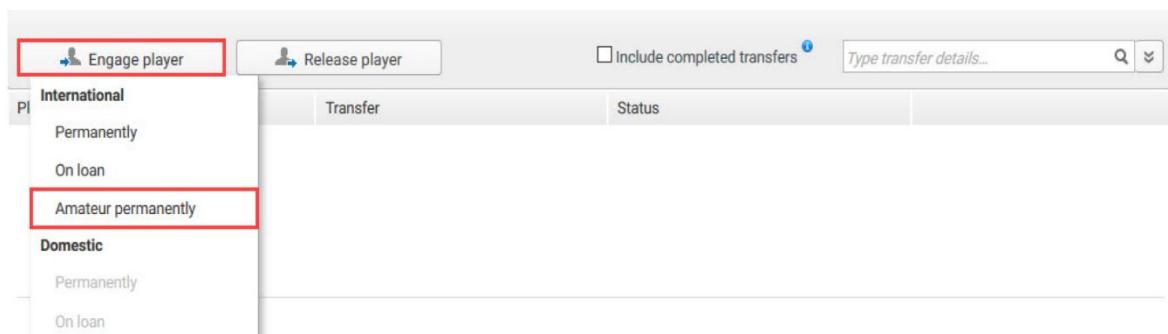 Engage player
Release player
Include completed transfers
Type transfer details...
Pl
Transfer
Status
International
Permanently
On loan
Amateur permanently
Domestic
Permanently
On loan